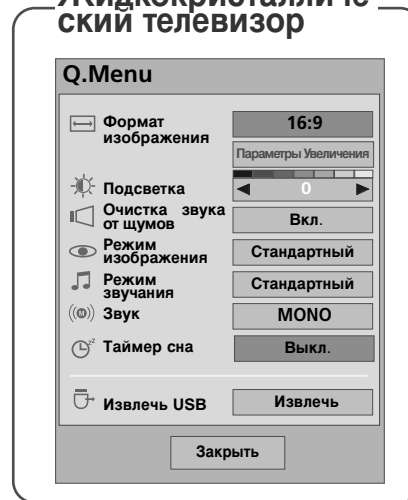 Жидкокристалличе
ский телевизор
Q.Menu
Формат
изображения
16:9
Параметры Увеличения
Подсветка
0
Очистка звука
от щумов
Вкл.
Режим
изображения
Стандартный
Режим
звучания
Стандартный
Звук
MONO
Таймер сна
Выкл.
Извлечь USB
Извлечь
Закрыть